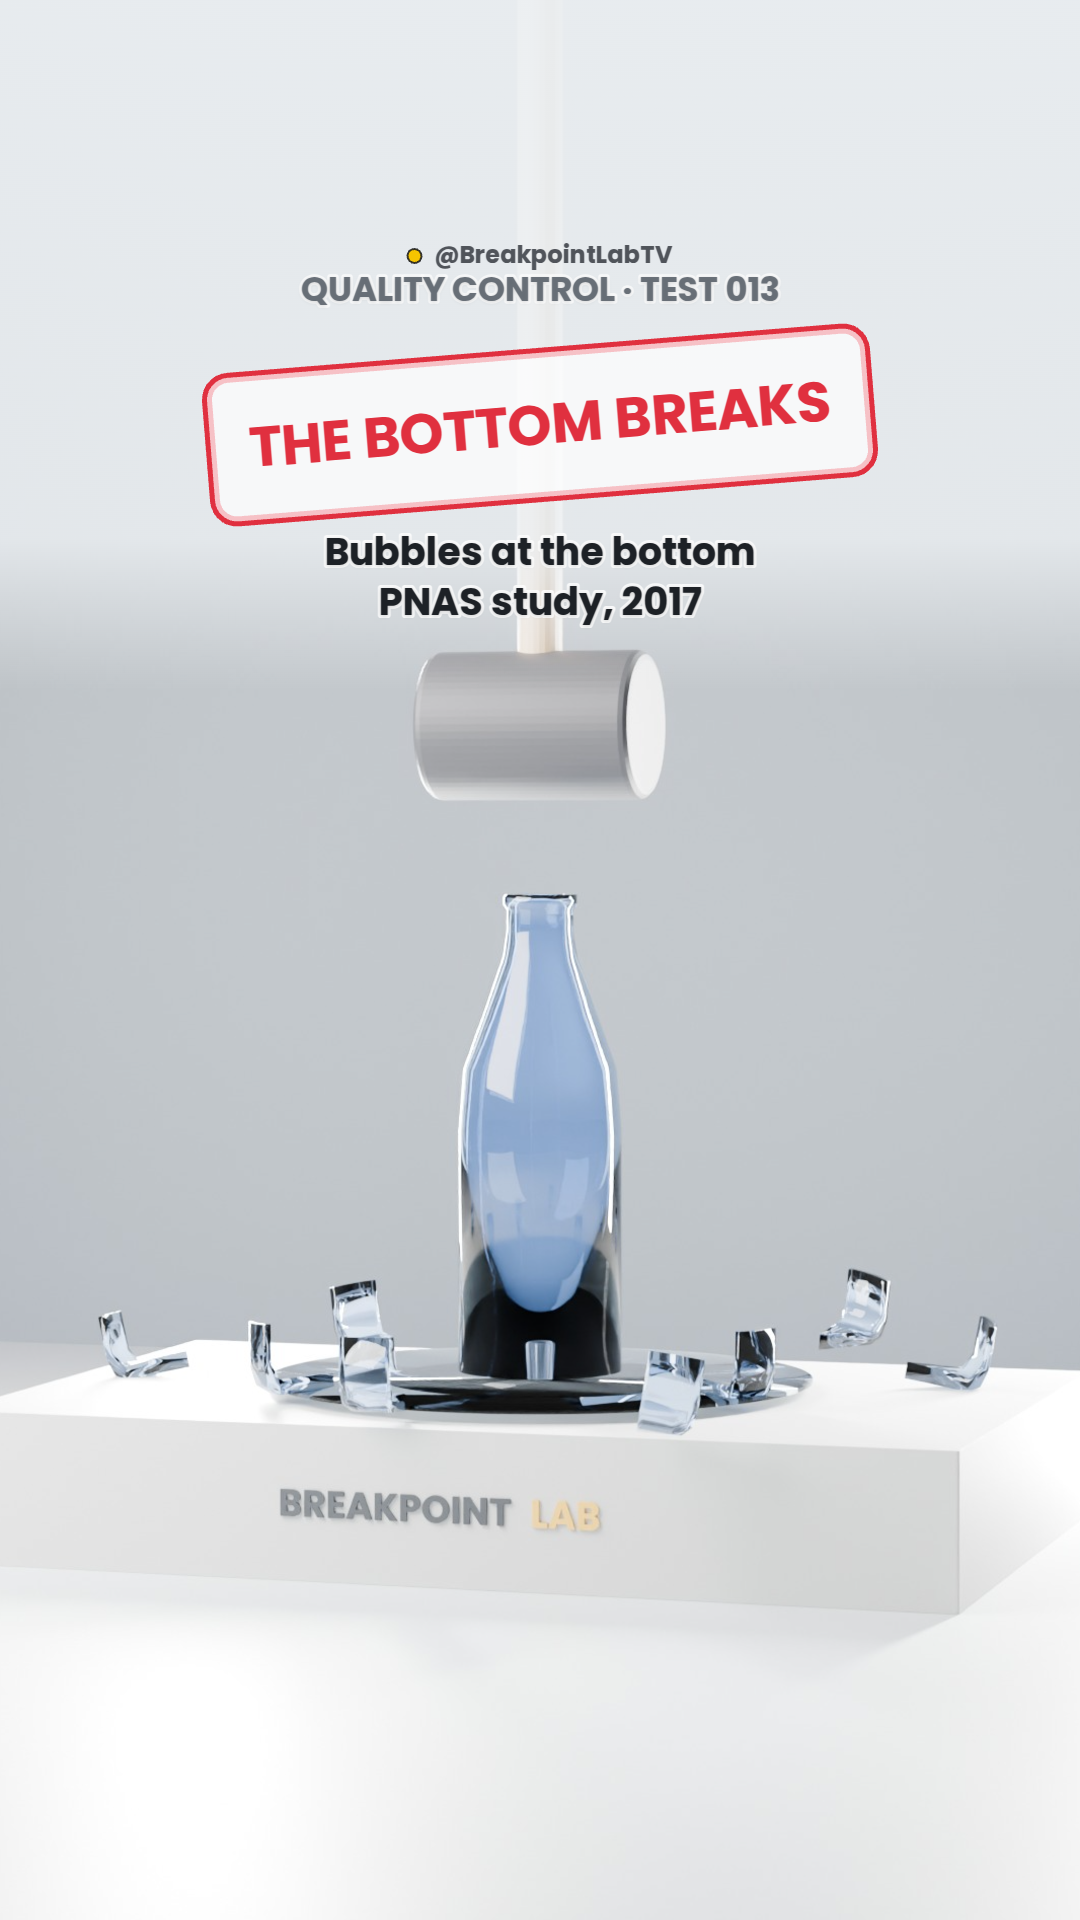 @BreakpointLabTV
QUALITY CONTROL · TEST 013
THE BOTTOM BREAKS
Bubbles at the bottom
PNAS study, 2017
BREAKPOINT LAB